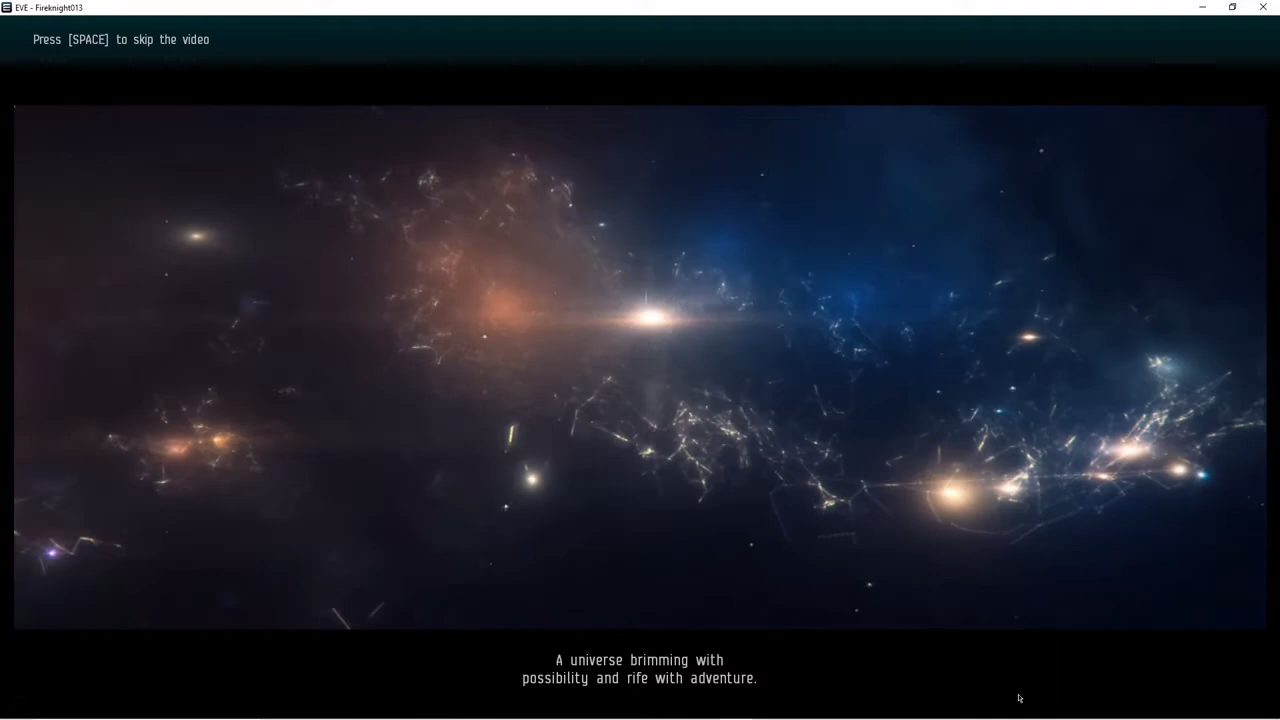 EVE - Fireknight013
Press [SPACE] to skip the video
A universe brimming with
possibility and rife with adventure.